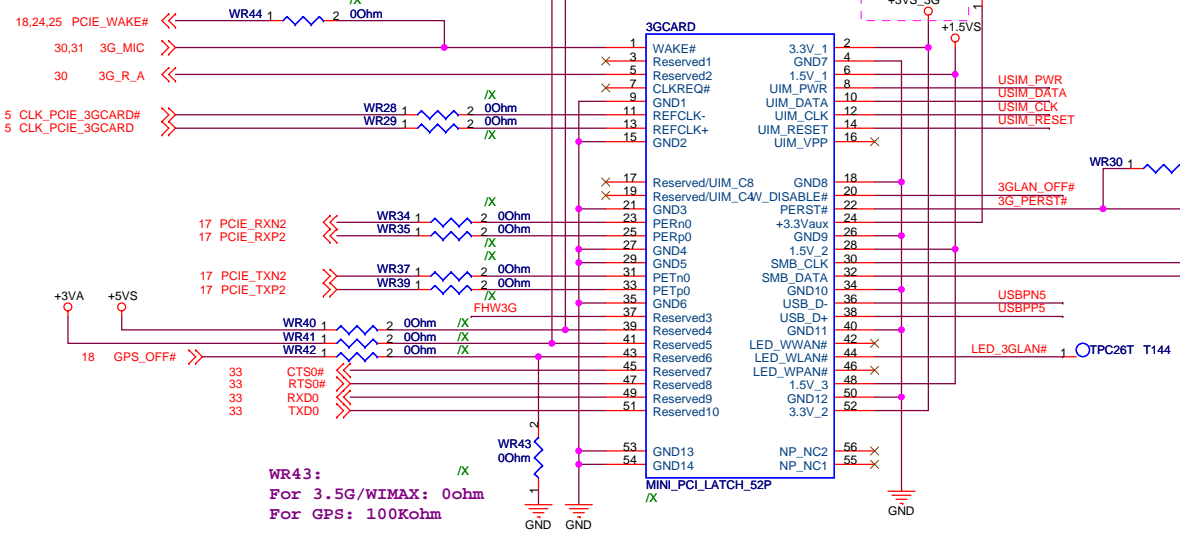 +3VS_3G
WR44 1 2 0Ohm /X
18,24,25 PCIE_WAKE#
1
+1.5VS
3GCARD
30,31 3G_MIC
1 WAKE# 3.3V_1 2
3 Reserved1 GND7 4
30 3G_R_A
5 Reserved2 1.5V_1 6
7 CLKREQ# UIM_PWR 8 USIM_PWR
/X
9 GND1 UIM_DATA 10 USIM_DATA
5 CLK_PCIE_3GCARD# WR28 1 2 0Ohm
11 REFCLK- UIM_CLK 12 USIM_CLK
5 CLK_PCIE_3GCARD WR29 1 2 0Ohm
13 REFCLK+ UIM_RESET 14 USIM_RESET
/X
15 GND2 UIM_VPP 16
WR30 1
17 Reserved/UIM_C8 GND8 18
19 Reserved/UIM_C4 W_DISABLE# 20 3GLAN_OFF#
/X
21 GND3 PERST# 22 3G_PERST#
17 PCIE_RXN2 WR34 1 2 0Ohm
23 PERn0 +3.3Vaux 24
17 PCIE_RXP2 WR35 1 2 0Ohm
25 PERp0 GND9 26
/X
27 GND4 1.5V_2 28
/X
29 GND5 SMB_CLK 30
17 PCIE_TXN2 WR37 1 2 0Ohm
31 PETn0 SMB_DATA 32
17 PCIE_TXP2 WR39 1 2 0Ohm
33 PETp0 GND10 34
/X
+3VA +5VS
35 GND6 USB_D- 36 USBPN5
FHW3G
37 Reserved3 USB_D+ 38 USBPP5
WR40 1 2 0Ohm /X
39 Reserved4 GND11 40
WR41 1 2 0Ohm /X
41 Reserved5 LED_WWAN# 42
18 GPS_OFF# WR42 1 2 0Ohm /X
43 Reserved6 LED_WLAN# 44 LED_3GLAN# 1 TPC26T T144
33 CTS0#
45 Reserved7 LED_WPAN# 46
33 RTS0#
47 Reserved8 1.5V_3 48
33 RXD0
49 Reserved9 GND12 50
33 TXD0
51 Reserved10 3.3V_2 52
2
WR43
0Ohm
/X
1
53 GND13 NP_NC2 56
54 GND14 NP_NC1 55
MINI_PCI_LATCH_52P
/X
WR43:
For 3.5G/WIMAX: 0ohm
For GPS: 100Kohm
GND GND GND